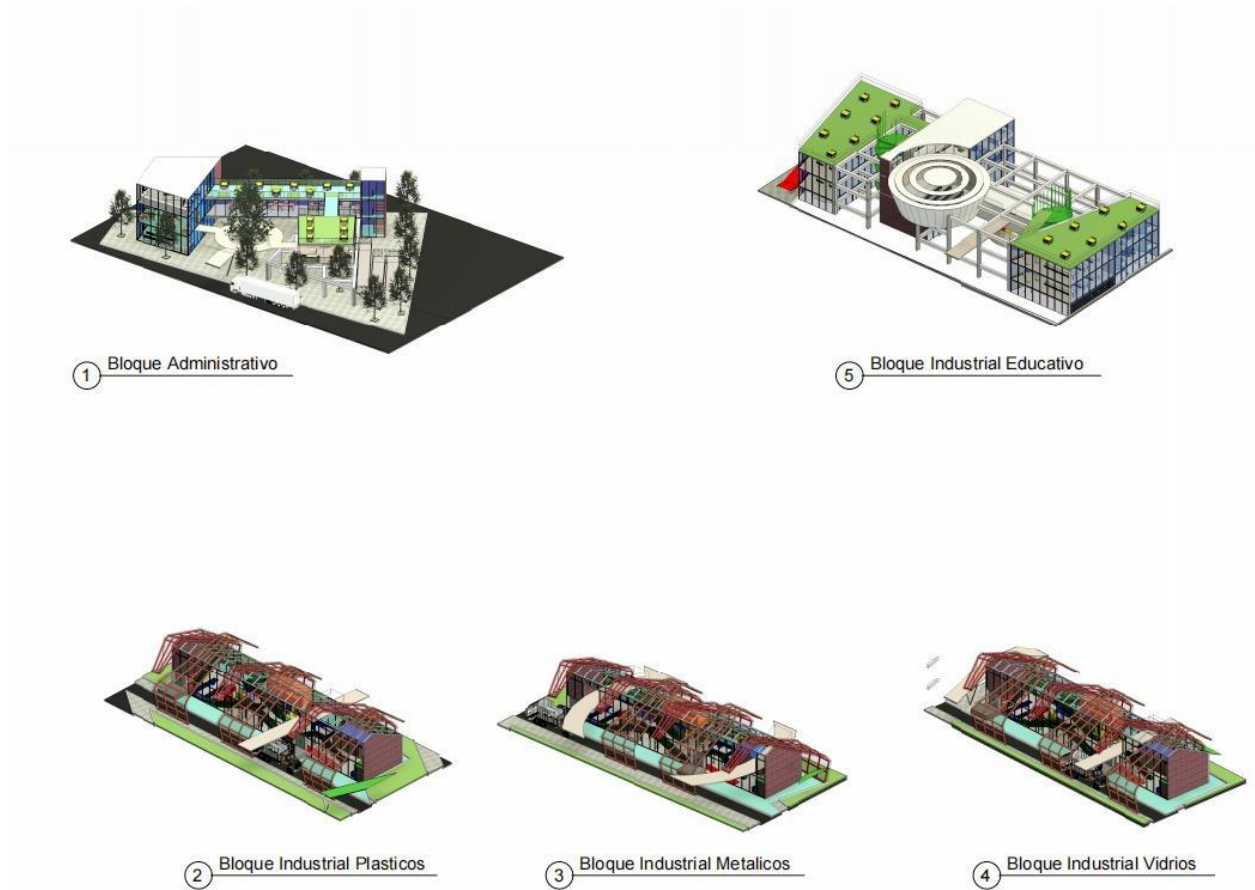 1 Bloque Administrativo
5 Bloque Industrial Educativo
2 Bloque Industrial Plasticos
3 Bloque Industrial Metalicos
4 Bloque Industrial Vidrios